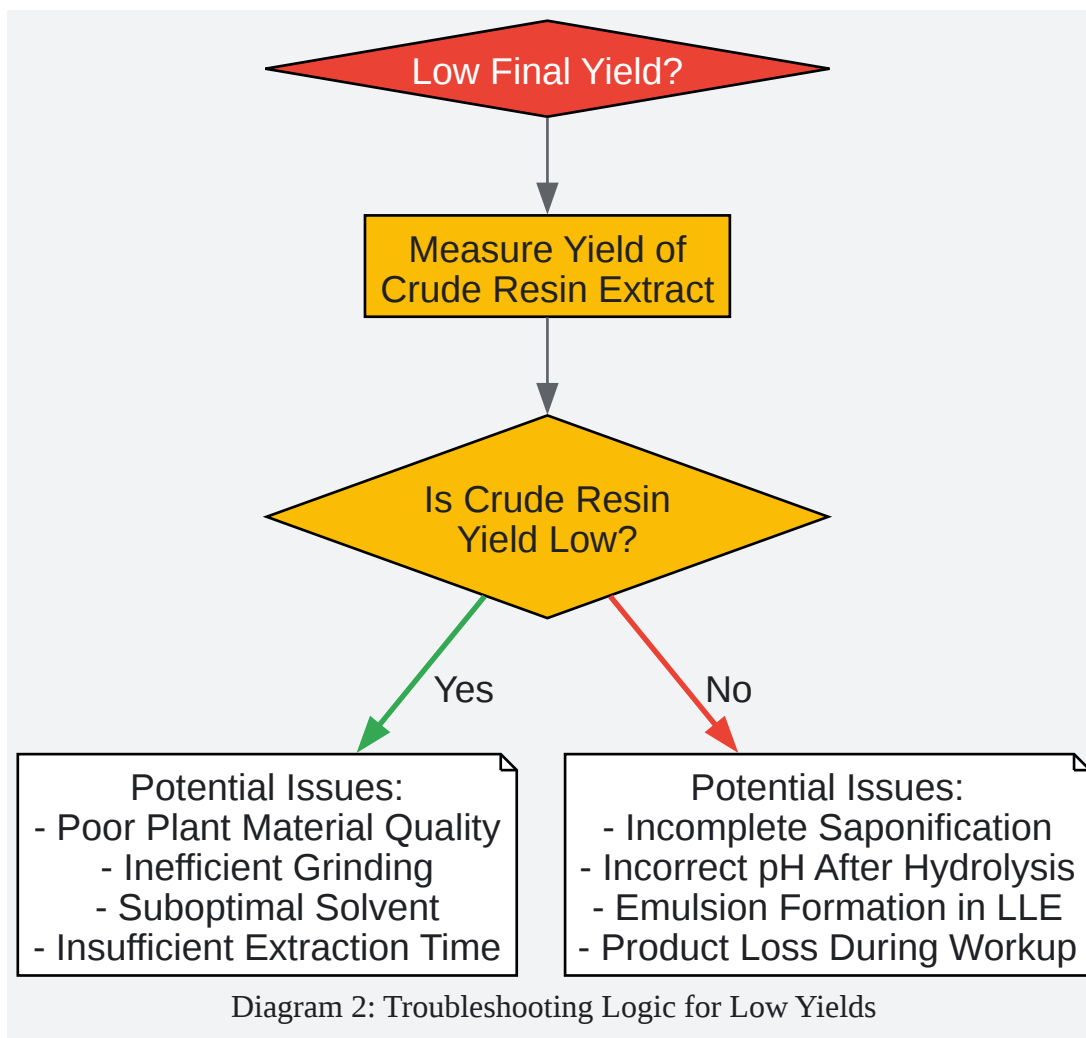 Low Final Yield?
Measure Yield of
Crude Resin Extract
Is Crude Resin
Yield Low?
Yes
No
Potential Issues:
- Poor Plant Material Quality
- Inefficient Grinding
- Suboptimal Solvent
- Insufficient Extraction Time
Potential Issues:
- Incomplete Saponification
- Incorrect pH After Hydrolysis
- Emulsion Formation in LLE
- Product Loss During Workup
Diagram 2: Troubleshooting Logic for Low Yields